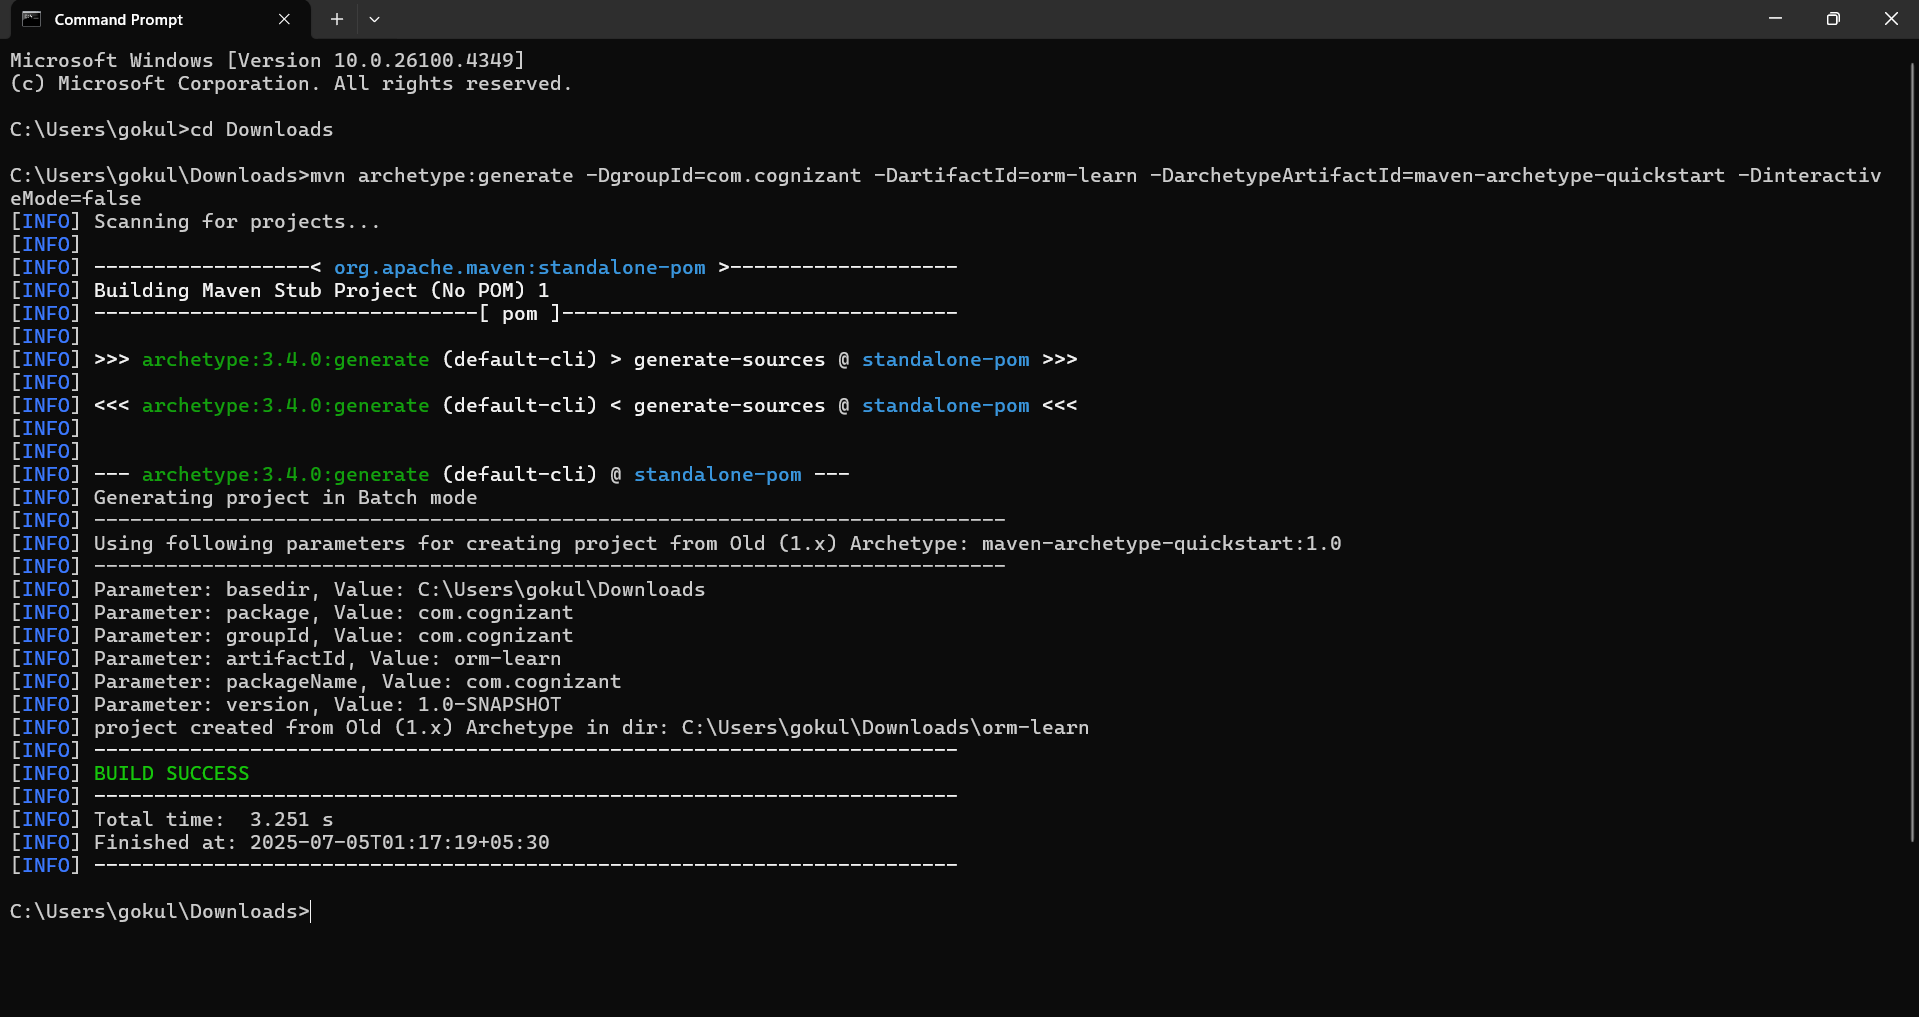 Command Prompt
Microsoft Windows [Version 10.0.26100.4349]
(c) Microsoft Corporation. All rights reserved.
C:\Users\gokul>cd Downloads
C:\Users\gokul\Downloads>mvn archetype:generate -DgroupId=com.cognizant -DartifactId=orm-learn -DarchetypeArtifactId=maven-archetype-quickstart -Dinteractiv
eMode=false
[INFO] Scanning for projects...
[INFO]
[INFO] ------------------< org.apache.maven:standalone-pom >-------------------
[INFO] Building Maven Stub Project (No POM) 1
[INFO] --------------------------------[ pom ]---------------------------------
[INFO]
[INFO] >>> archetype:3.4.0:generate (default-cli) > generate-sources @ standalone-pom >>>
[INFO]
[INFO] <<< archetype:3.4.0:generate (default-cli) < generate-sources @ standalone-pom <<<
[INFO]
[INFO]
[INFO] --- archetype:3.4.0:generate (default-cli) @ standalone-pom ---
[INFO] Generating project in Batch mode
[INFO] ----------------------------------------------------------------------------
[INFO] Using following parameters for creating project from Old (1.x) Archetype: maven-archetype-quickstart:1.0
[INFO] ----------------------------------------------------------------------------
[INFO] Parameter: basedir, Value: C:\Users\gokul\Downloads
[INFO] Parameter: package, Value: com.cognizant
[INFO] Parameter: groupId, Value: com.cognizant
[INFO] Parameter: artifactId, Value: orm-learn
[INFO] Parameter: packageName, Value: com.cognizant
[INFO] Parameter: version, Value: 1.0-SNAPSHOT
[INFO] project created from Old (1.x) Archetype in dir: C:\Users\gokul\Downloads\orm-learn
[INFO] ------------------------------------------------------------------------
[INFO] BUILD SUCCESS
[INFO] ------------------------------------------------------------------------
[INFO] Total time:  3.251 s
[INFO] Finished at: 2025-07-05T01:17:19+05:30
[INFO] ------------------------------------------------------------------------
C:\Users\gokul\Downloads>